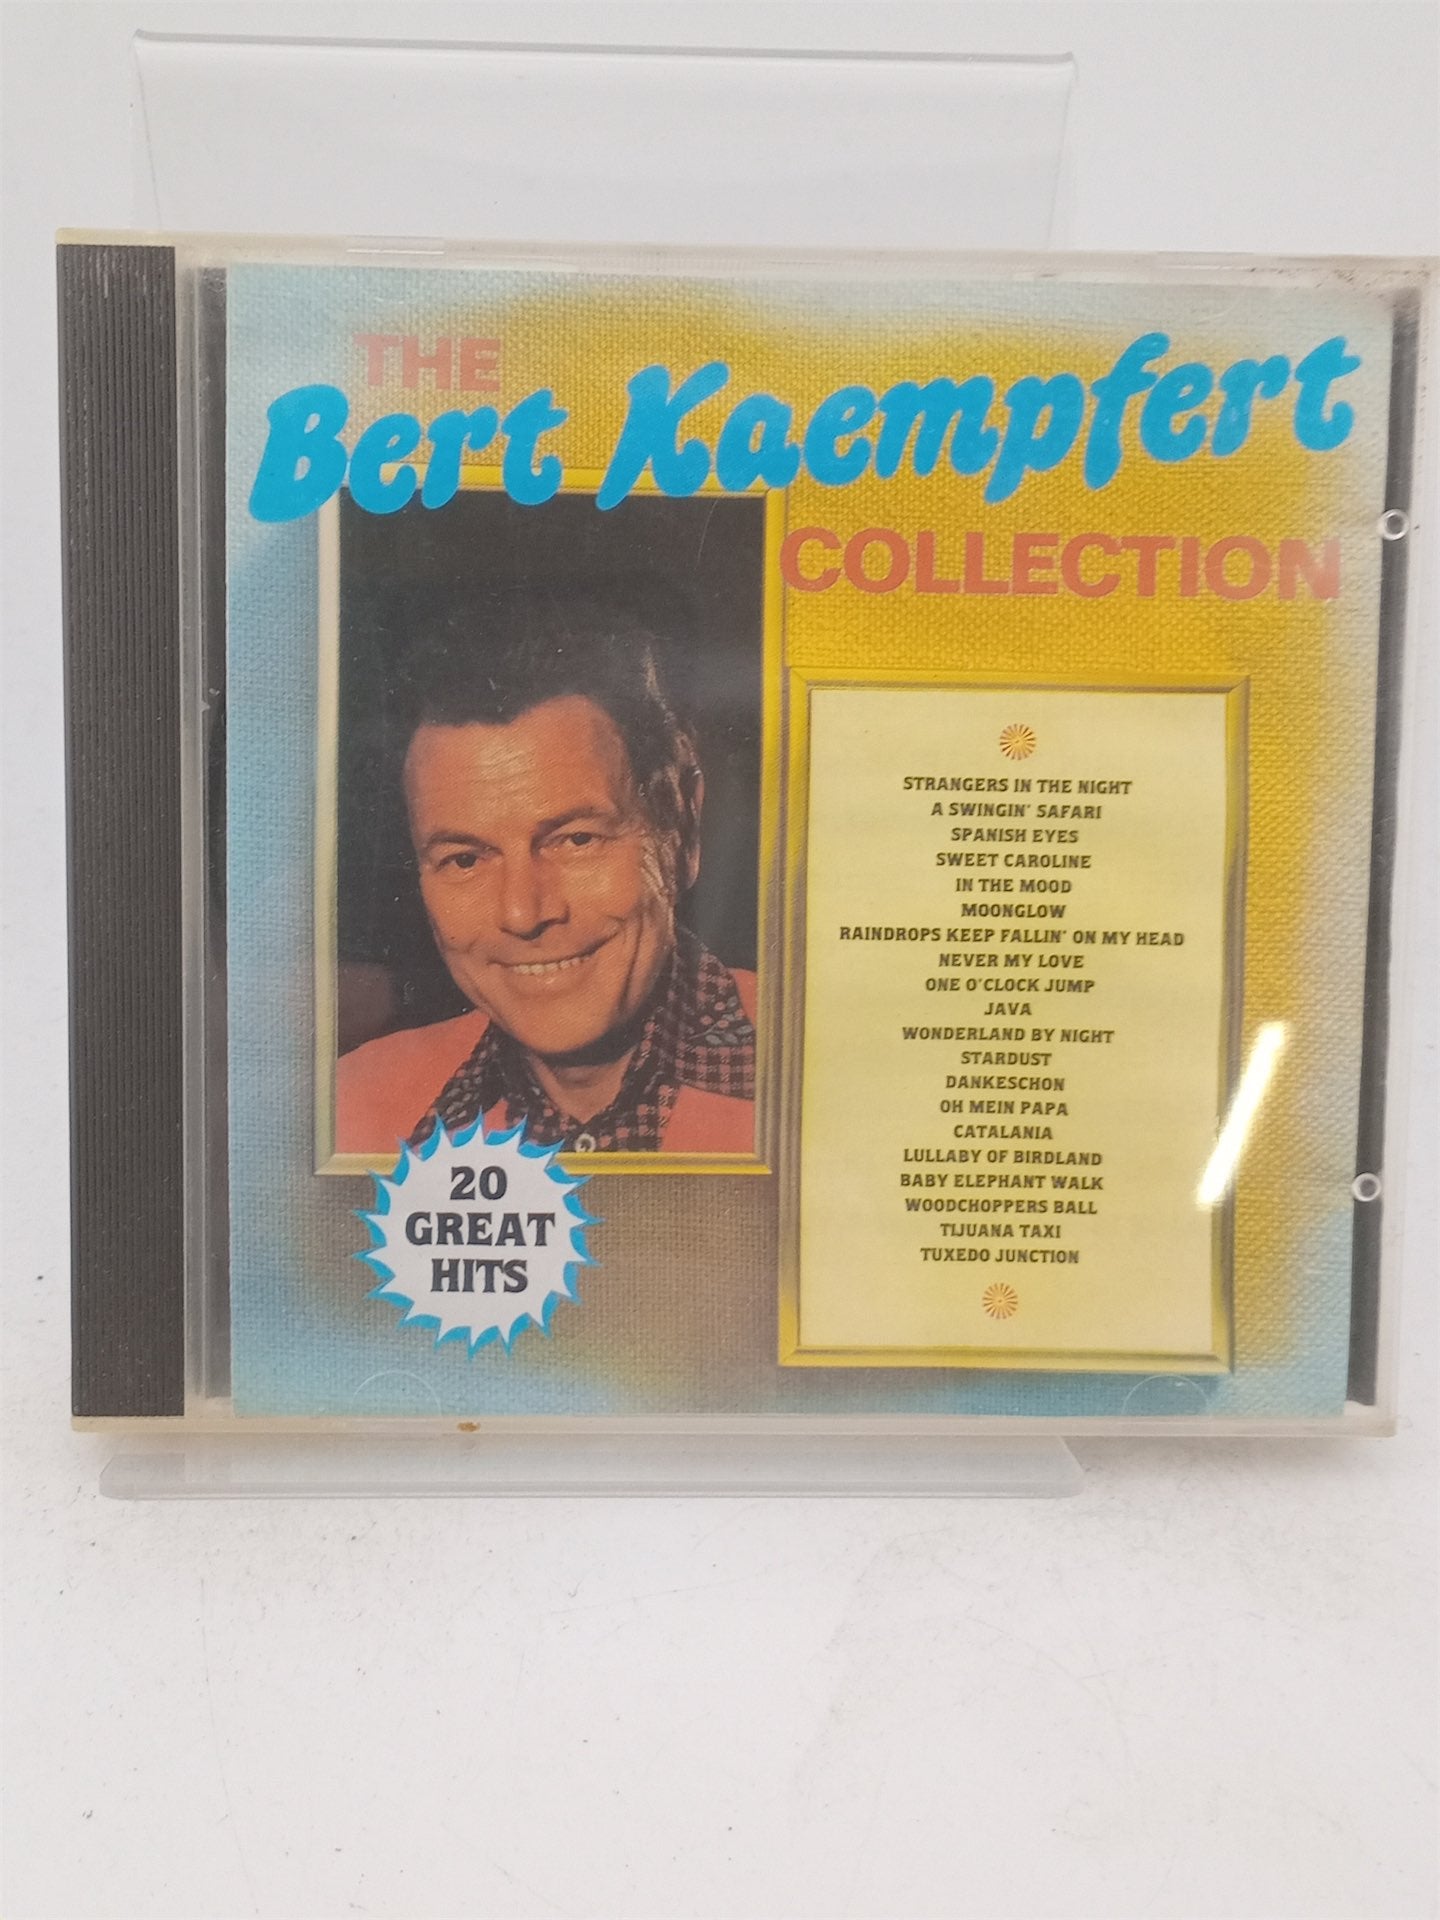 THE
Bert Kaempfert
COLLECTION
STRANGERS IN THE NIGHT
A SWINGIN' SAFARI
SPANISH EYES
SWEET CAROLINE
IN THE MOOD
MOONGLOW
RAINDROPS KEEP FALLIN' ON MY HEAD
NEVER MY LOVE
ONE O'CLOCK JUMP
JAVA
WONDERLAND BY NIGHT
STARDUST
DANKESCHON
OH MEIN PAPA
CATALANIA
LULLABY OF BIRDLAND
BABY ELEPHANT WALK
WOODCHOPPERS BALL
TIJUANA TAXI
TUXEDO JUNCTION
20
GREAT
HITS